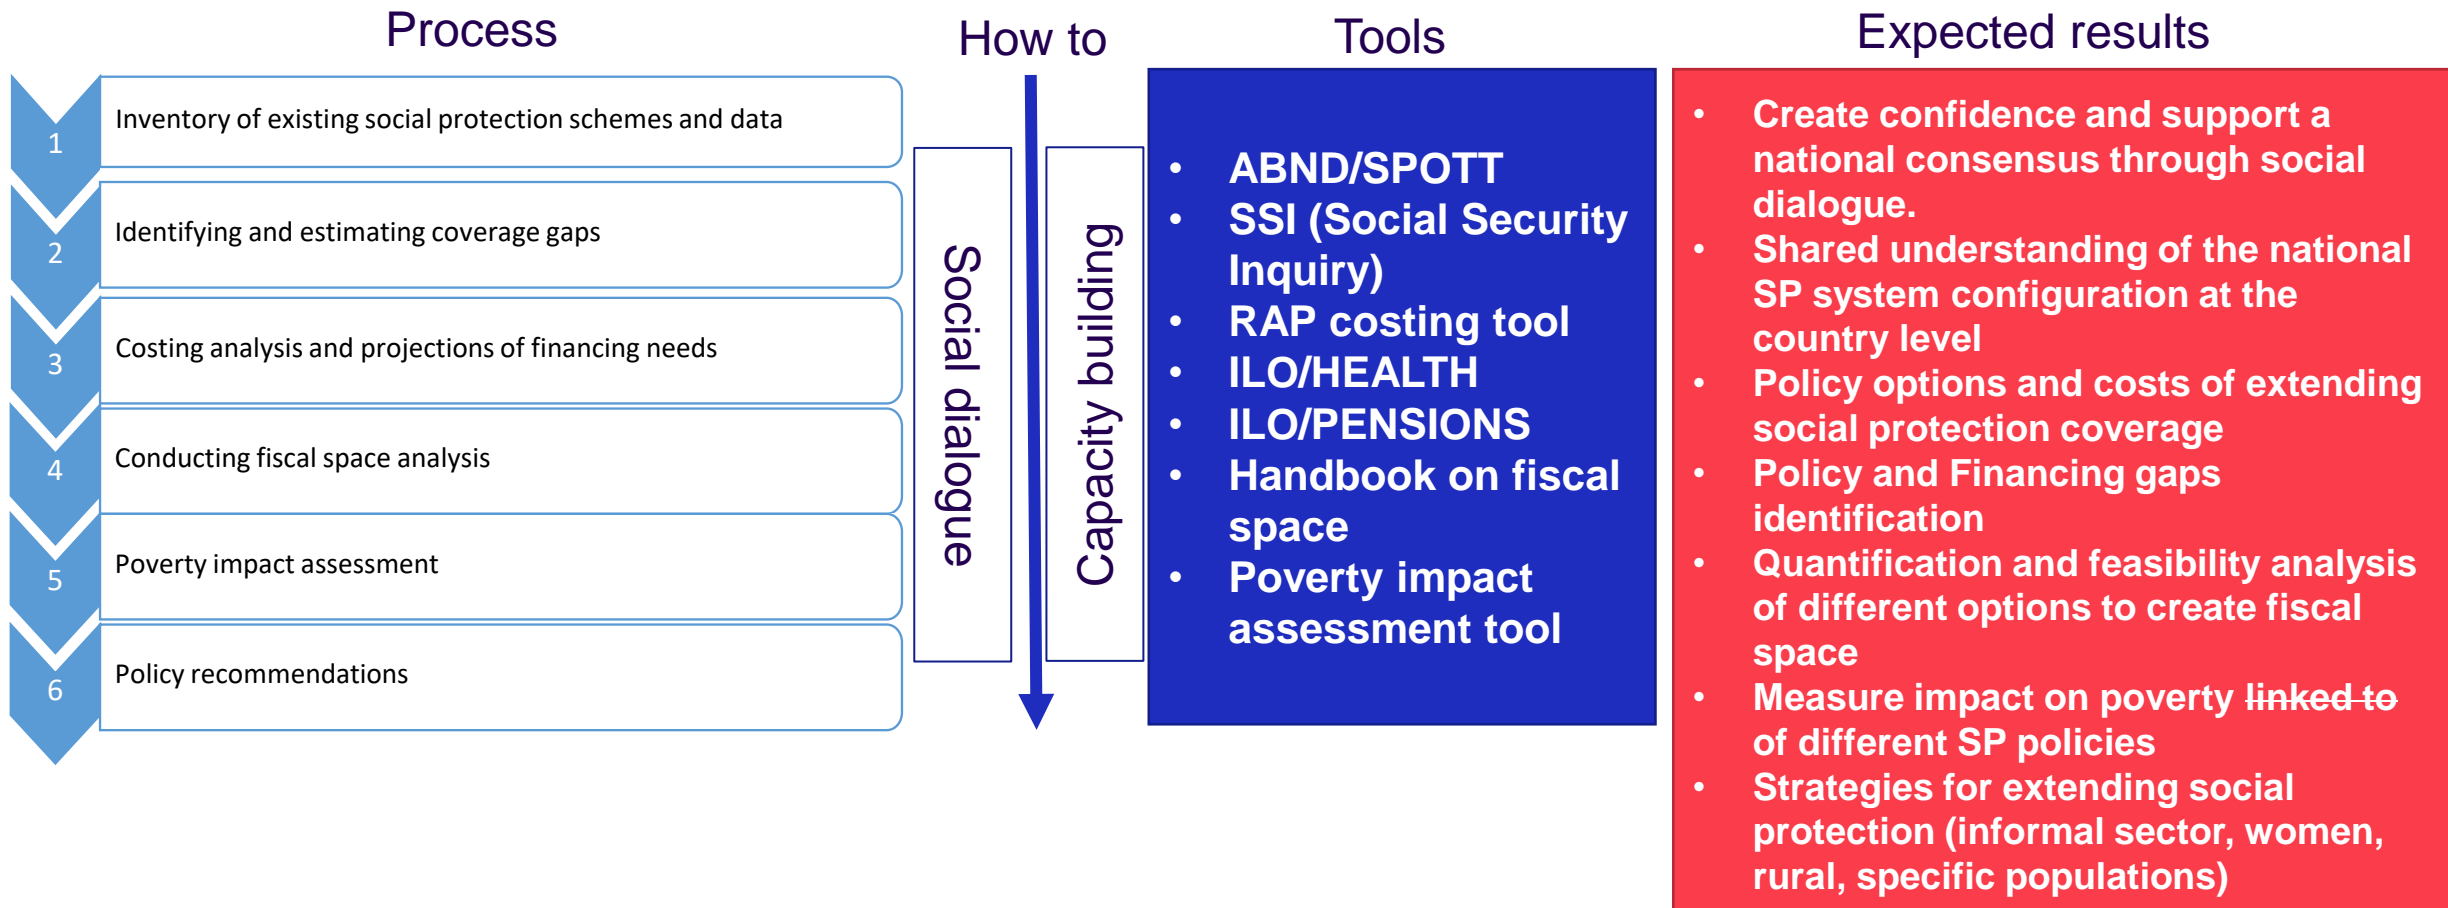 Process
1
Inventory of existing social protection schemes and data
2
Identifying and estimating coverage gaps
3
Costing analysis and projections of financing needs
4
Conducting fiscal space analysis
5
Poverty impact assessment
6
Policy recommendations
How to
Social dialogue
Capacity building
Tools
• ABND/SPOTT
• SSI (Social Security
Inquiry)
• RAP costing tool
• ILO/HEALTH
• ILO/PENSIONS
• Handbook on fiscal
space
• Poverty impact
assessment tool
Expected results
• Create confidence and support a
national consensus through social
dialogue.
• Shared understanding of the national
SP system configuration at the
country level
• Policy options and costs of extending
social protection coverage
• Policy and Financing gaps
identification
• Quantification and feasibility analysis
of different options to create fiscal
space
• Measure impact on poverty linked to
of different SP policies
• Strategies for extending social
protection (informal sector, women,
rural, specific populations)